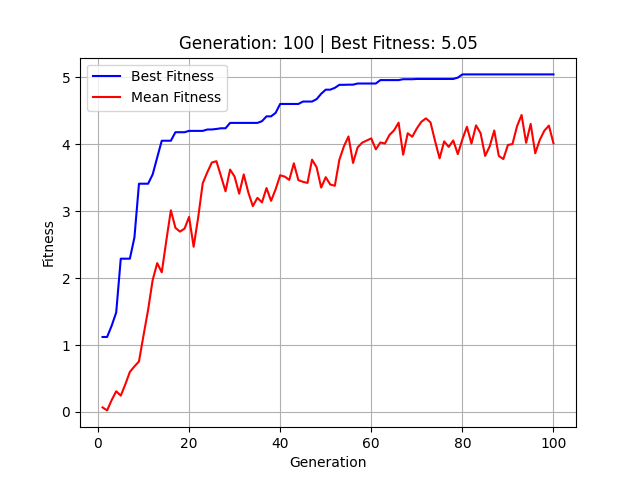 Generation: 100 | Best Fitness: 5.05
Best Fitness
Mean Fitness
Fitness
5
4
3
2
1
0
0 20 40 60 80 100
Generation